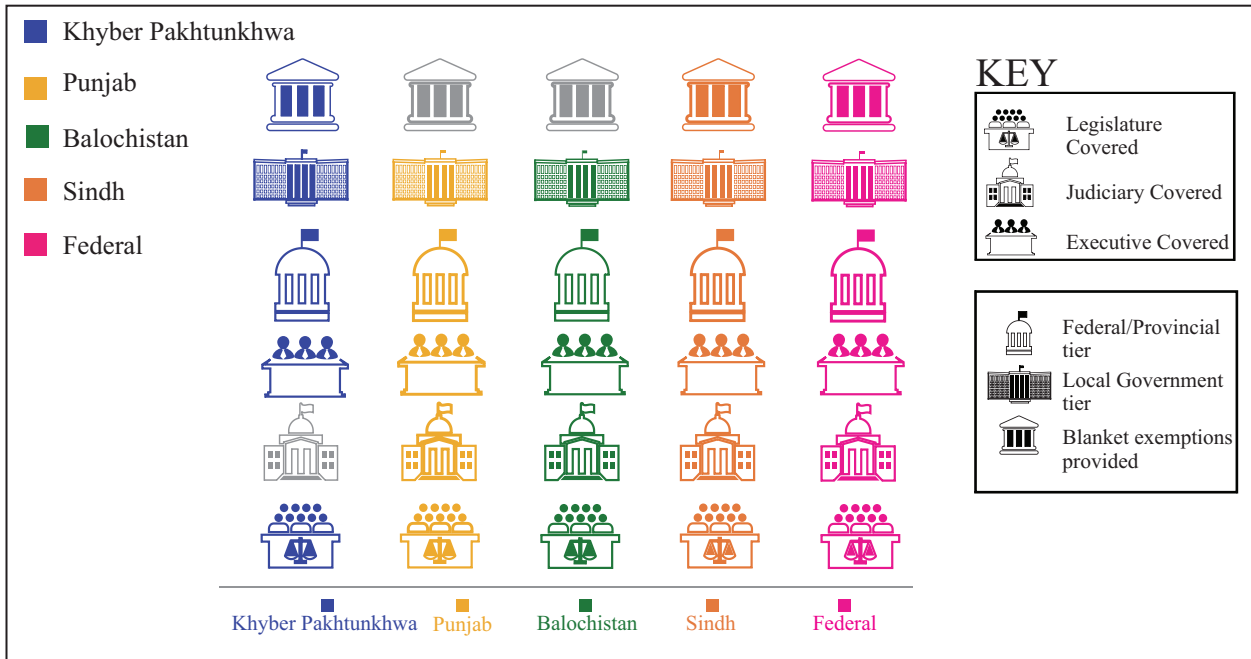 Khyber Pakhtunkhwa
Punjab
Balochistan
Sindh
Federal
KEY
Legislature
Covered
Judiciary Covered
Executive Covered
Federal/Provincial
tier
Local Government
tier
Blanket exemptions
provided
Khyber Pakhtunkhwa
Punjab
Balochistan
Sindh
Federal